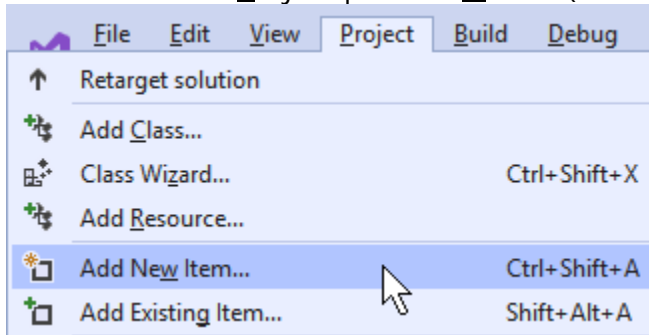 File Edit View Project Build Debug
Retarget solution
Add Class...
Class Wizard... Ctrl+Shift+X
Add Resource...
Add New Item... Ctrl+Shift+A
Add Existing Item... Shift+Alt+A